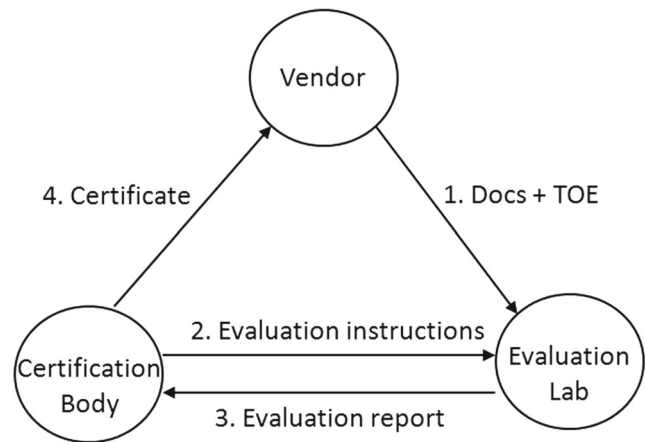 Vendor
4. Certificate
1. Docs + TOE
2. Evaluation instructions
Certification
Body
Evaluation
Lab
3. Evaluation report